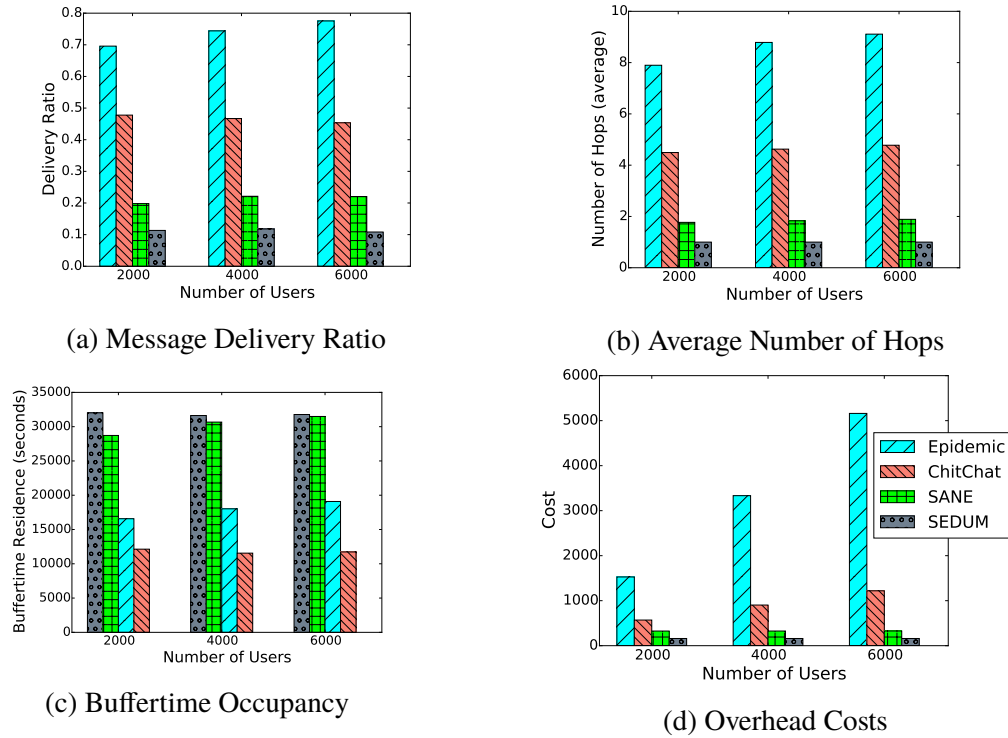 0.8
0.7
0.6
0.5
0.4
0.3
0.2
0.1
0.0
Delivery Ratio
2000 4000 6000
Number of Users
(a) Message Delivery Ratio
10
8
6
4
2
0
Number of Hops (average)
2000 4000 6000
Number of Users
(b) Average Number of Hops
35000
30000
25000
20000
15000
10000
5000
0
Buffertime Residence (seconds)
2000 4000 6000
Number of Users
(c) Buffertime Occupancy
6000
5000
4000
3000
2000
1000
0
Cost
2000 4000 6000
Number of Users
Epidemic
ChitChat
SANE
SEDUM
(d) Overhead Costs